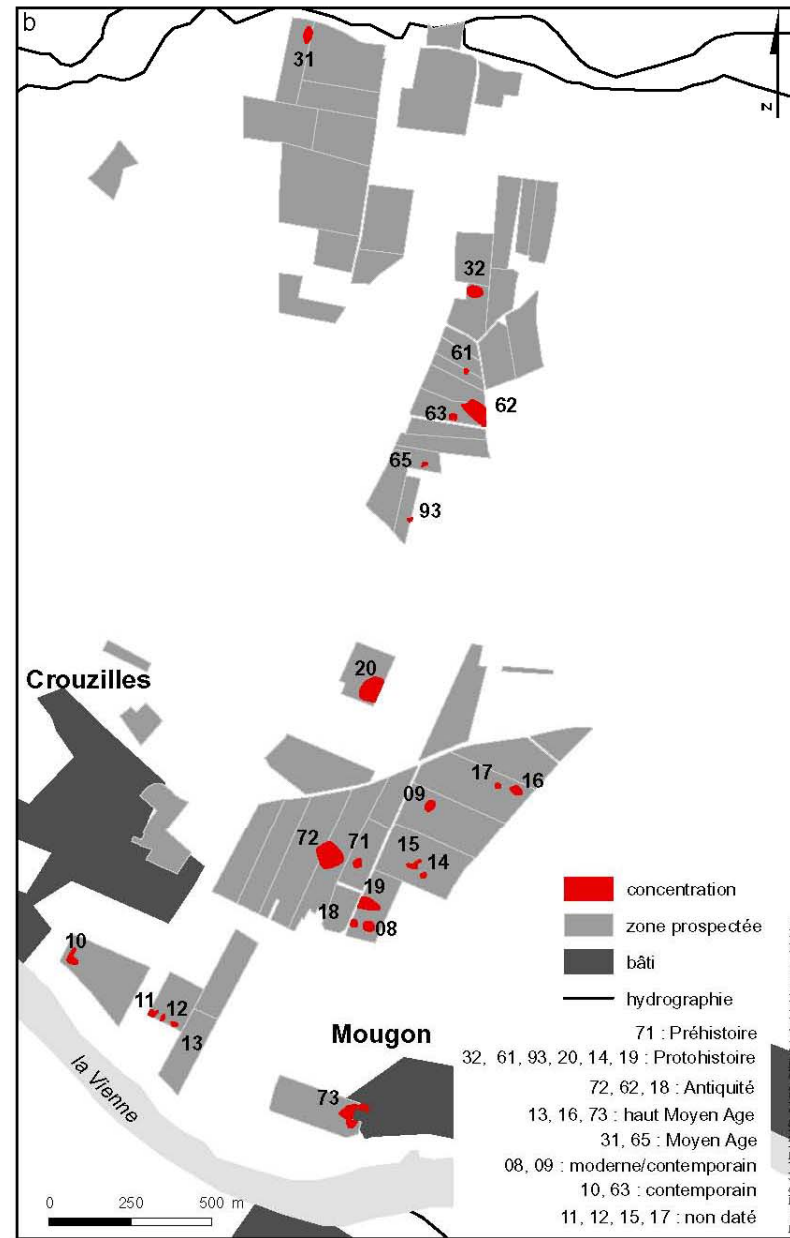 b
31
N
32
61
62
63
65
93
20
Crouzilles
17
16
09
72
71
15
14
19
18
08
10
11
12
13
Mougon
73
la Vienne
concentration
zone prospectée
bâti
hydrographie
71 : Préhistoire
32, 61, 93, 20, 14, 19 : Protohistoire
72, 62, 18 : Antiquité
13, 16, 73 : haut Moyen Age
31, 65 : Moyen Age
08, 09 : moderne/contemporain
10, 63 : contemporain
11, 12, 15, 17 : non daté
0 250 500 m